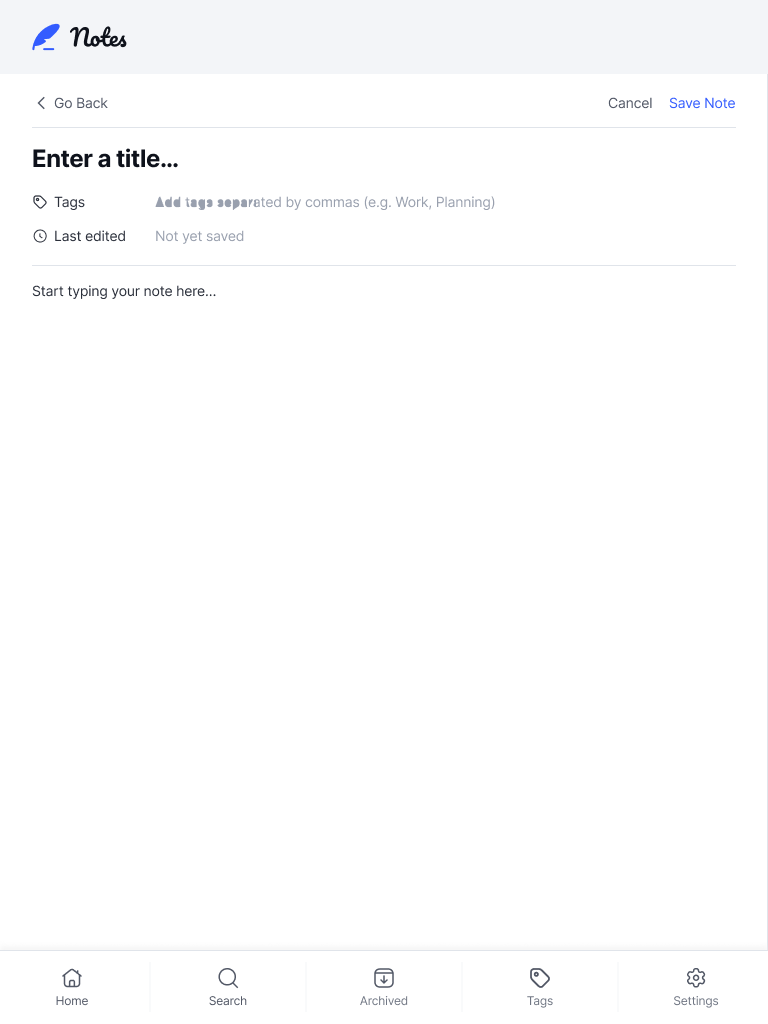 Notes
Go Back
Cancel
Save Note
Enter a title...
Tags
Add tags separated by commas (e.g. Work, Planning)
Last edited
Not yet saved
Start typing your note here...
Home
Search
Archived
Tags
Settings